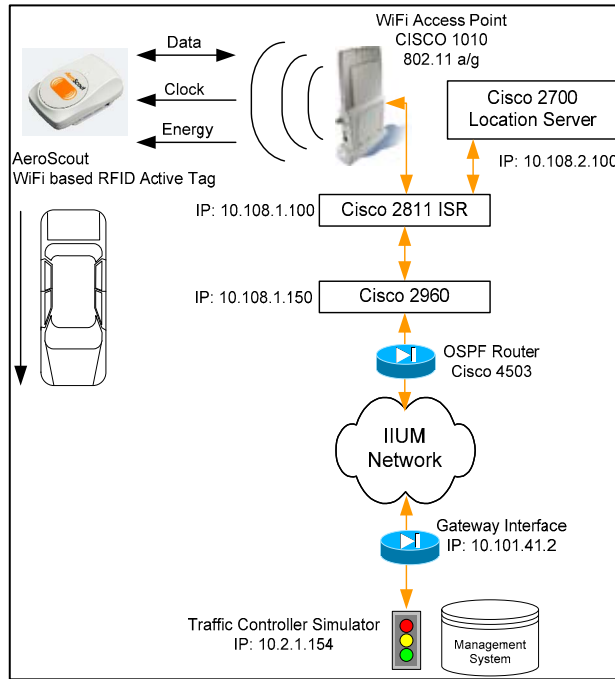 WiFi Access Point
CISCO 1010
802.11 a/g
Data
Clock
Energy
AeroScout
Cisco 2700
Location Server
IP: 10.108.2.100
AeroScout
WiFi based RFID Active Tag
IP: 10.108.1.100
Cisco 2811 ISR
IP: 10.108.1.150
Cisco 2960
OSPF Router
Cisco 4503
IIUM
Network
Gateway Interface
IP: 10.101.41.2
Traffic Controller Simulator
IP: 10.2.1.154
Management
System